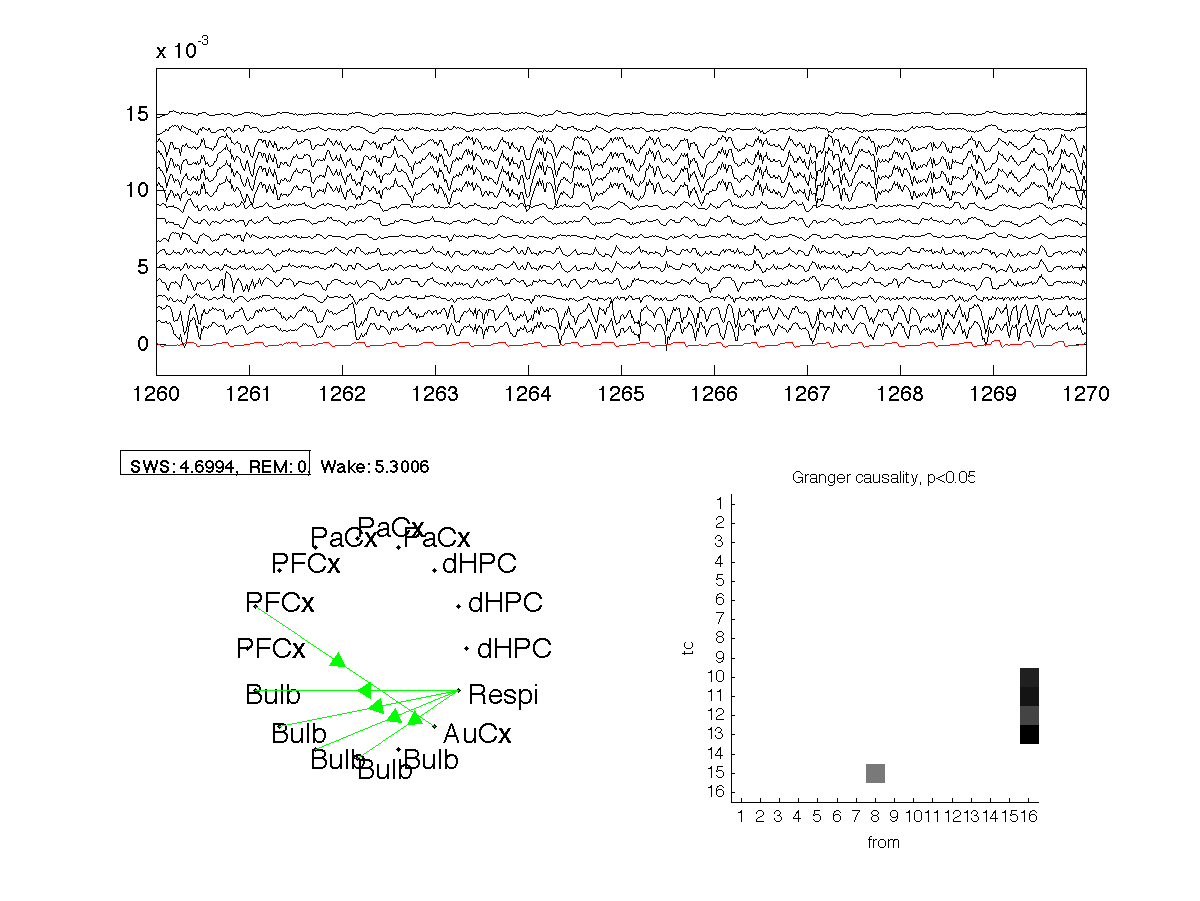 x 10-3
15
10
5
0
1260 1261 1262 1263 1264 1265 1266 1267 1268 1269 1270
SWS:4.6994, REM:0, Wake:5.3006
Granger causality, p<0.05
PaCx
PaCx PaCx
PFCx dHPC
PFCx dHPC
PFCx dHPC
Bulb Respi
Bulb AuCx
Bulb Bulb
Bulb
to
1
2
3
4
5
6
7
8
9
10
11
12
13
14
15
16
1 2 3 4 5 6 7 8 9 10 11 12 13 14 15 16
from